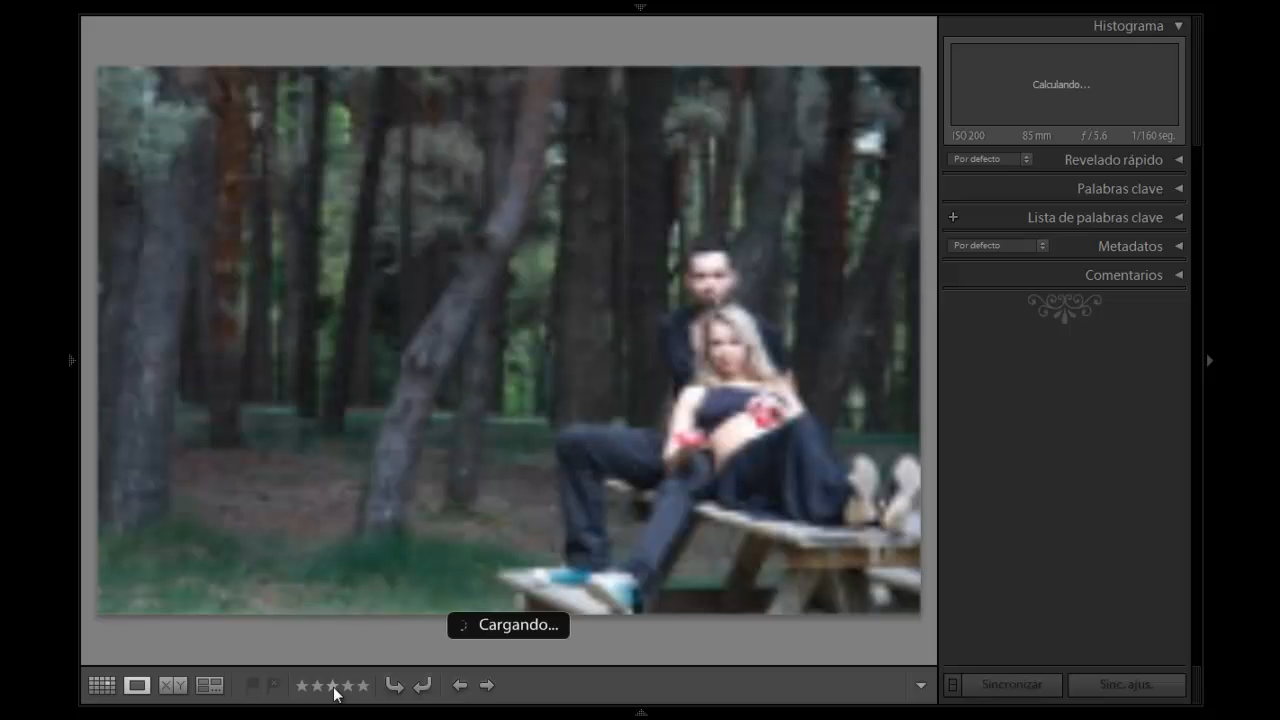 Histograma
Calculando...
ISO 200 85 mm ƒ / 5.6 1/160 seg.
Por defecto Revelado rápido
Palabras clave
+ Lista de palabras clave
Por defecto Metadatos
Comentarios
Cargando...
X Y
Sincronizar Sinc. ajus.